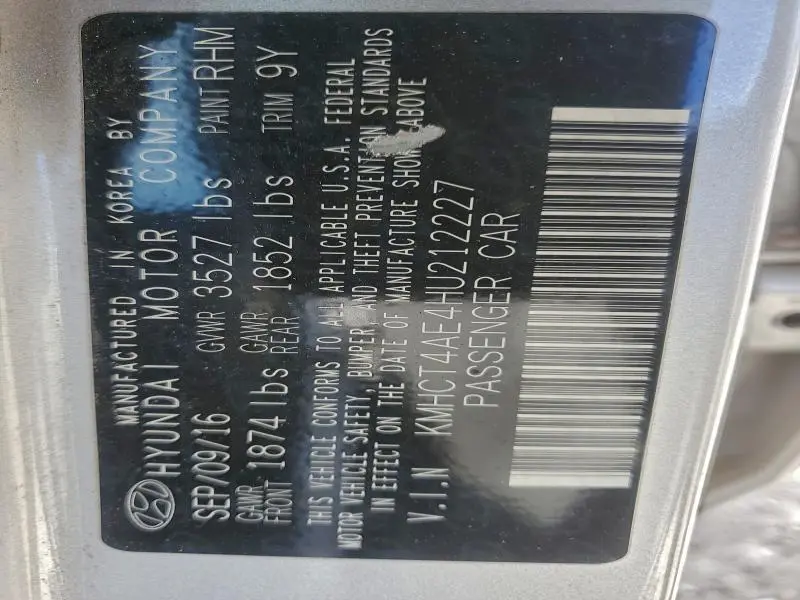 MANUFACTURED IN KOREA BY
HYUNDAI MOTOR COMPANY
SEP/09/16 GVWR 3527 lbs PAINT RHM
GAWR FRONT 1874 lbs GAWR REAR 1852 lbs TRIM 9Y
THIS VEHICLE CONFORMS TO ALL APPLICABLE U.S.A. FEDERAL
MOTOR VEHICLE SAFETY, BUMPER, AND THEFT PREVENTION STANDARDS
IN EFFECT ON THE DATE OF MANUFACTURE SHOWN ABOVE
V.I.N KMHCT4AE4HU212227
PASSENGER CAR